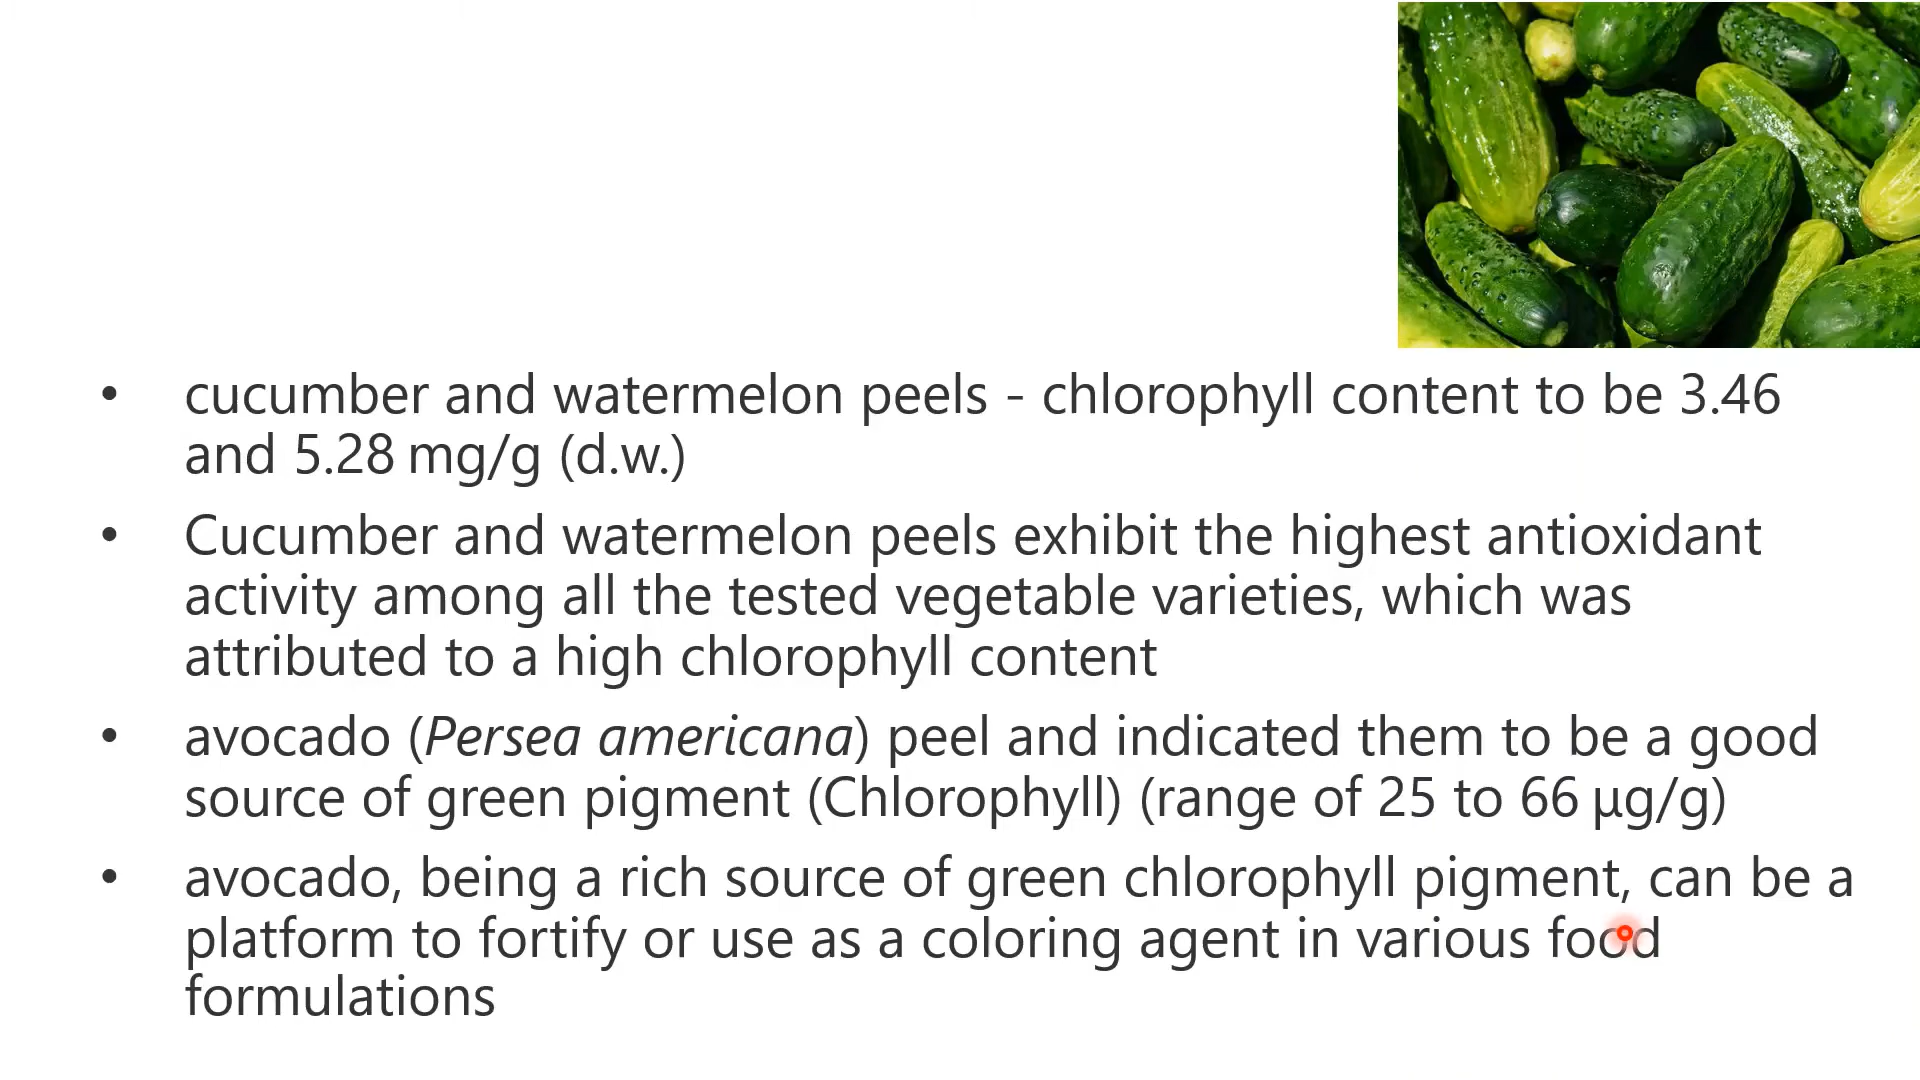 • cucumber and watermelon peels - chlorophyll content to be 3.46
and 5.28 mg/g (d.w.)
• Cucumber and watermelon peels exhibit the highest antioxidant
activity among all the tested vegetable varieties, which was
attributed to a high chlorophyll content
• avocado (Persea americana) peel and indicated them to be a good
source of green pigment (Chlorophyll) (range of 25 to 66 µg/g)
• avocado, being a rich source of green chlorophyll pigment, can be a
platform to fortify or use as a coloring agent in various food
formulations